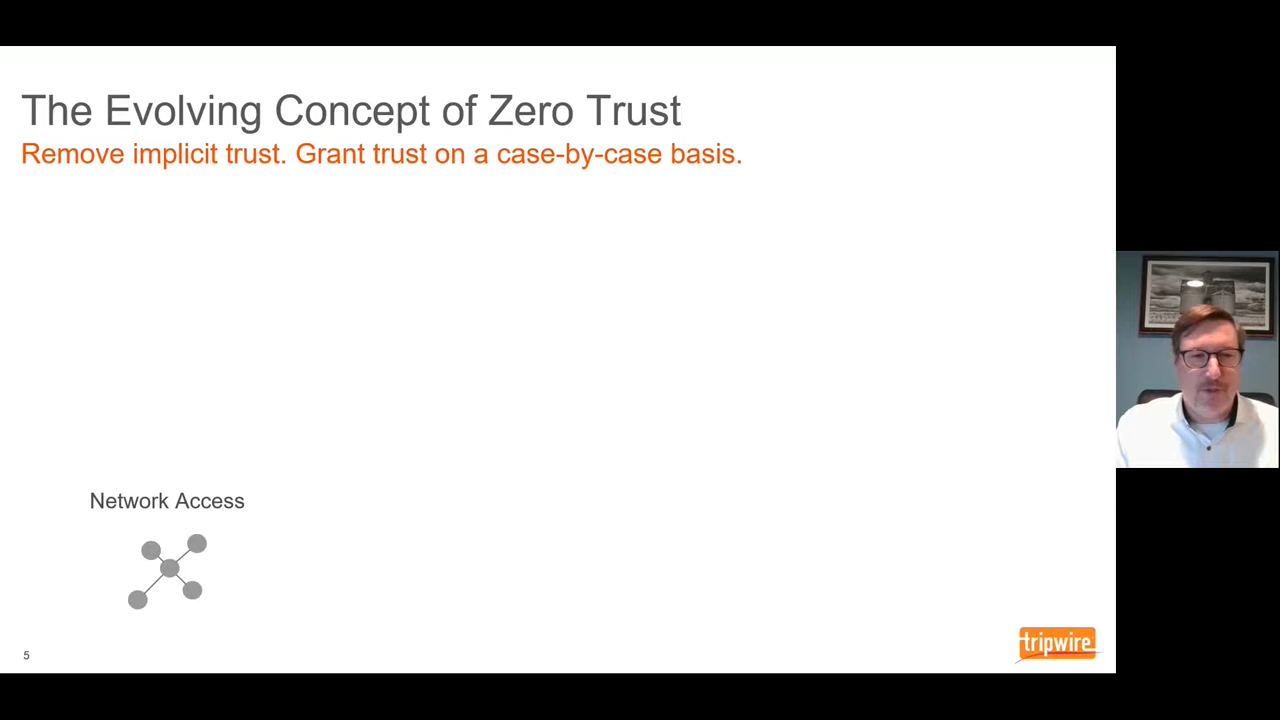 The Evolving Concept of Zero Trust
Remove implicit trust. Grant trust on a case-by-case basis.
Network Access
5
tripwire